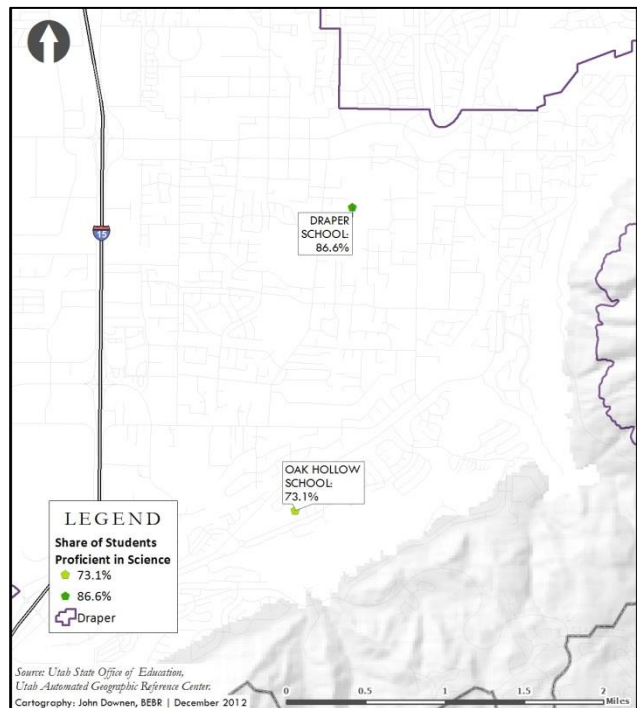 15
DRAPER
SCHOOL:
86.6%
OAK HOLLOW
SCHOOL:
73.1%
LEGEND
Share of Students
Proficient in Science
73.1%
86.6%
Draper
Source: Utah State Office of Education,
Utah Automated Geographic Reference Center.
Cartography: John Downen, BEBR | December 2012
0 0.5 1 1.5 2
Miles